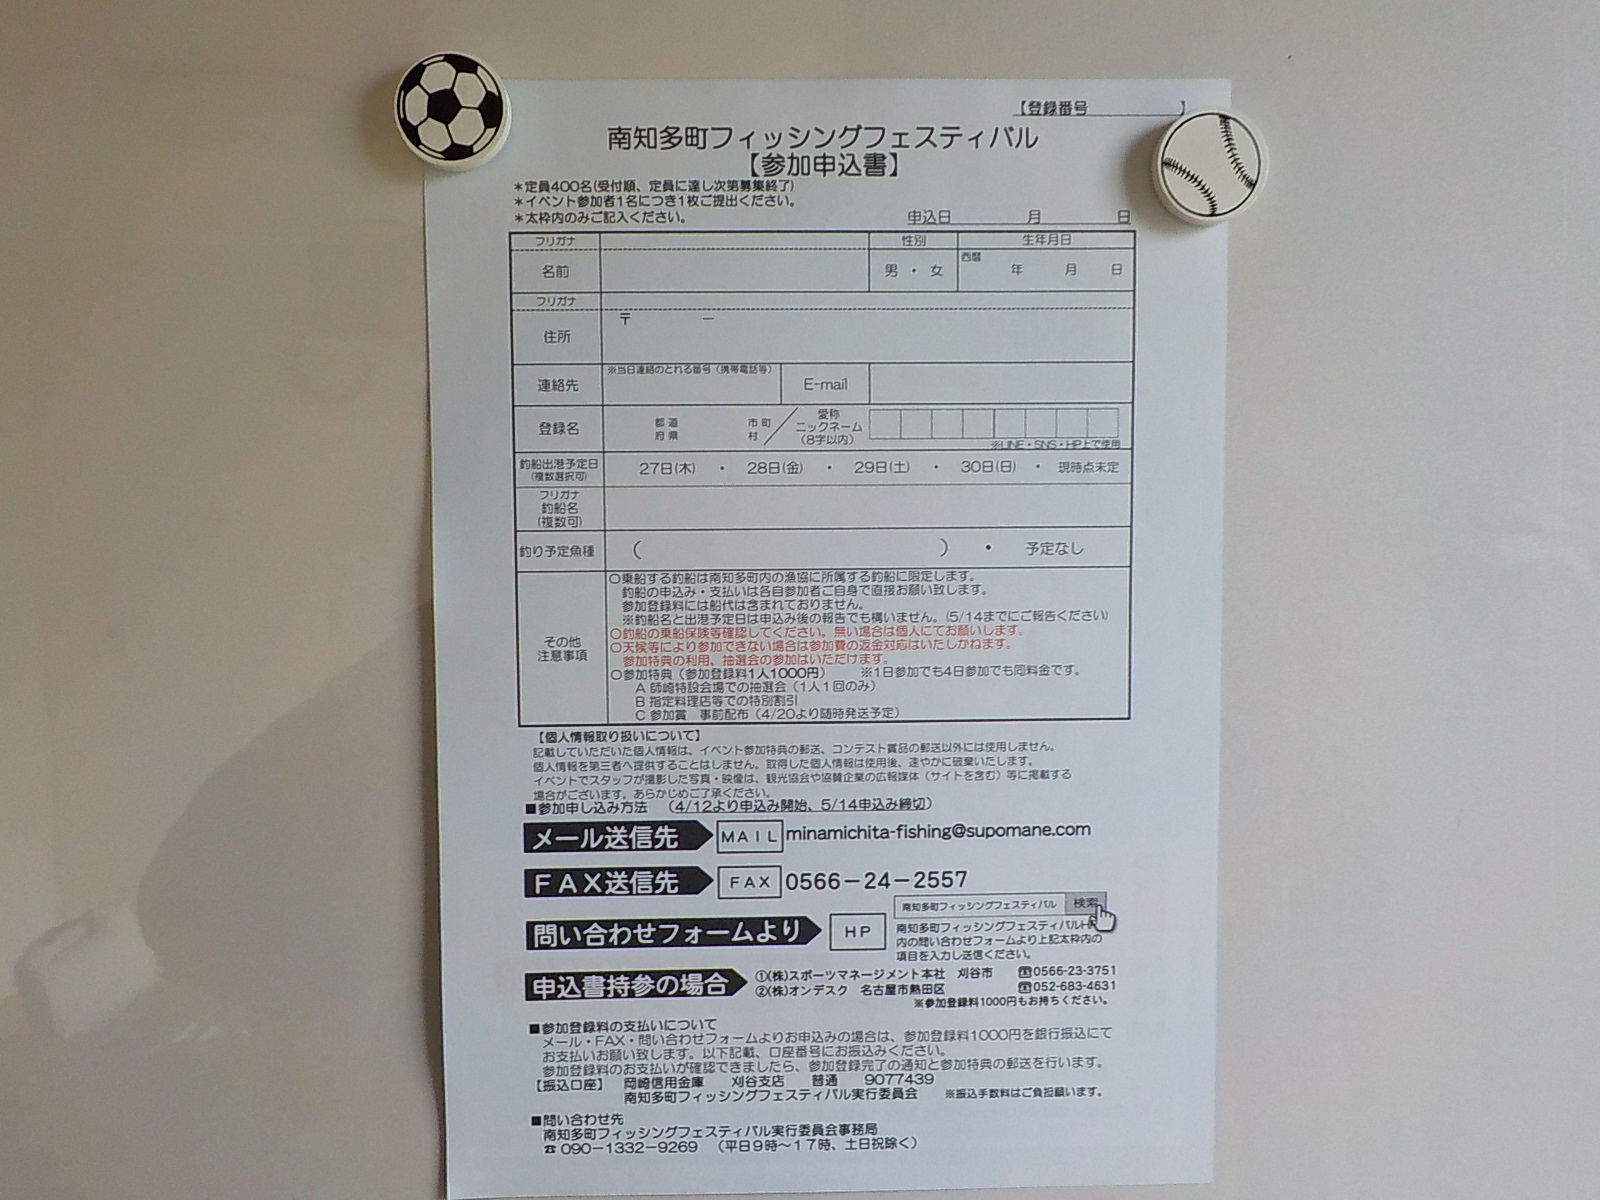 【登録番号　　　　】
南知多町フィッシングフェスティバル
【参加申込書】
＊定員400名(受付順、定員に達し次第募集終了)
＊イベント参加者1名につき1枚ご提出ください。
＊太枠内のみご記入ください。
申込日　　　月　　　日
フリガナ　性別　生年月日
名前　男 ・ 女　西暦　年　月　日
フリガナ
住所　〒　　－
連絡先　※当日連絡のとれる番号（携帯電話等）　E-mail
登録名　都道府県　市町村／愛称ニックネーム（8字以内）
※LINE・SNS・HP上で使用
釣船出港予定日（複数選択可）　27日(木) ・ 28日(金) ・ 29日(土) ・ 30日(日) ・ 現時点未定
フリガナ
釣船名
（複数可）
釣り予定魚種　（　　　　　　）　・　予定なし
その他
注意事項
〇乗船する釣船は南知多町内の漁協に所属する釣船に限定します。
釣船の申込み・支払いは各自参加者ご自身で直接お願い致します。
参加登録料には船代は含まれておりません。
※釣船名と出港予定日は申込み後の報告でも構いません。(5/14までにご報告ください)
〇釣船の乗船保険等確認してください。無い場合は個人にてお願いします。
〇天候等により参加できない場合は参加費の返金対応はいたしかねます。
参加特典の利用、抽選会の参加はいただけます。
〇参加特典（参加登録料1人1000円）　※1日参加でも4日参加でも同料金です。
A 師崎特設会場での抽選会（1人1回のみ）
B 指定料理店等での特別割引
C 参加賞　事前配布（4/20より随時発送予定）
【個人情報取り扱いについて】
記載していただいた個人情報は、イベント参加特典の郵送、コンテスト賞品の郵送以外には使用しません。
個人情報を第三者へ提供することはしません。取得した個人情報は使用後、速やかに破棄いたします。
イベントでスタッフが撮影した写真・映像は、観光協会や協賛企業の広報媒体（サイトを含む）等に掲載する
場合がございます。あらかじめご了承ください。
■参加申し込み方法　（4/12より申込み開始、5/14申込み締切）
メール送信先　MAIL　minamichita-fishing@supomane.com
FAX送信先　FAX　0566－24－2557
南知多町フィッシングフェスティバル　検索
問い合わせフォームより　HP
南知多町フィッシングフェスティバルHP
内の問い合わせフォームより上記太枠内の
項目を入力し送信ください。
申込書持参の場合
①(株)スポーツマネージメント本社　刈谷市　☎0566-23-3751
②(株)オンデスク　名古屋市熱田区　☎052-683-4631
※参加登録料1000円もお持ちください。
■参加登録料の支払いについて
メール・FAX・問い合わせフォームよりお申込みの場合は、参加登録料1000円を銀行振込にて
お支払いお願い致します。以下記載、口座番号にお振込みください。
参加登録料のお支払いが確認できましたら、参加登録完了の通知と参加特典の郵送を行います。
【振込口座】　岡崎信用金庫　刈谷支店　普通　9077439
南知多町フィッシングフェスティバル実行委員会　※振込手数料はご負担願います。
■問い合わせ先
南知多町フィッシングフェスティバル実行委員会事務局
☎ 090－1332－9269　（平日9時～17時、土日祝除く）